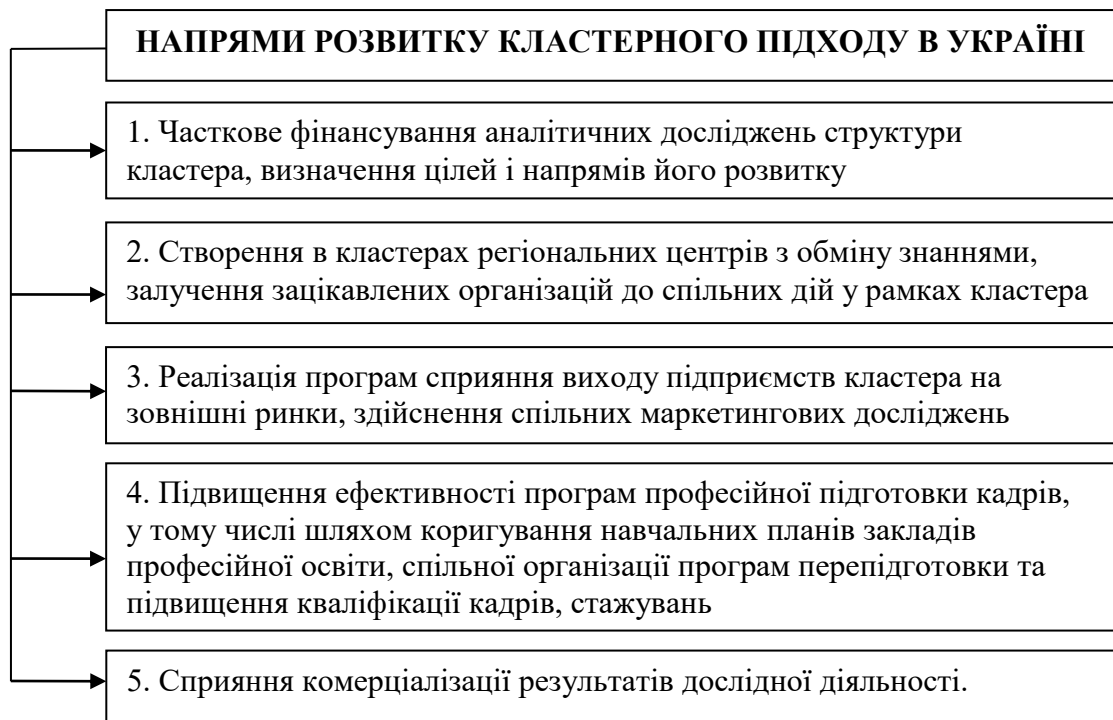 НАПРЯМИ РОЗВИТКУ КЛАСТЕРНОГО ПІДХОДУ В УКРАЇНІ
1. Часткове фінансування аналітичних досліджень структури
кластера, визначення цілей і напрямів його розвитку
2. Створення в кластерах регіональних центрів з обміну знаннями,
залучення зацікавлених організацій до спільних дій у рамках кластера
3. Реалізація програм сприяння виходу підприємств кластера на
зовнішні ринки, здійснення спільних маркетингових досліджень
4. Підвищення ефективності програм професійної підготовки кадрів,
у тому числі шляхом коригування навчальних планів закладів
професійної освіти, спільної організації програм перепідготовки та
підвищення кваліфікації кадрів, стажувань
5. Сприяння комерціалізації результатів дослідної діяльності.